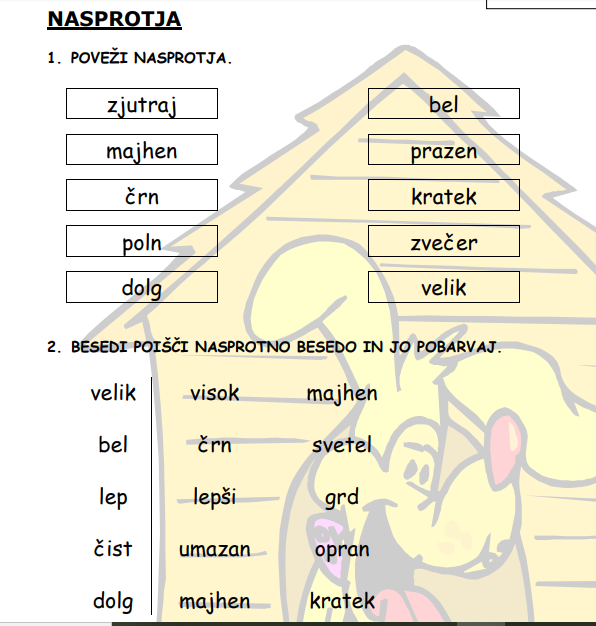 NASPROTJA
1. POVEŽI NASPROTJA.
zjutraj bel
majhen prazen
črn kratek
poln zvečer
dolg velik
2. BESEDI POIŠČI NASPROTNO BESEDO IN JO POBARVAJ.
velik visok majhen
bel črn svetel
lep lepši grd
čist umazan opran
dolg majhen kratek